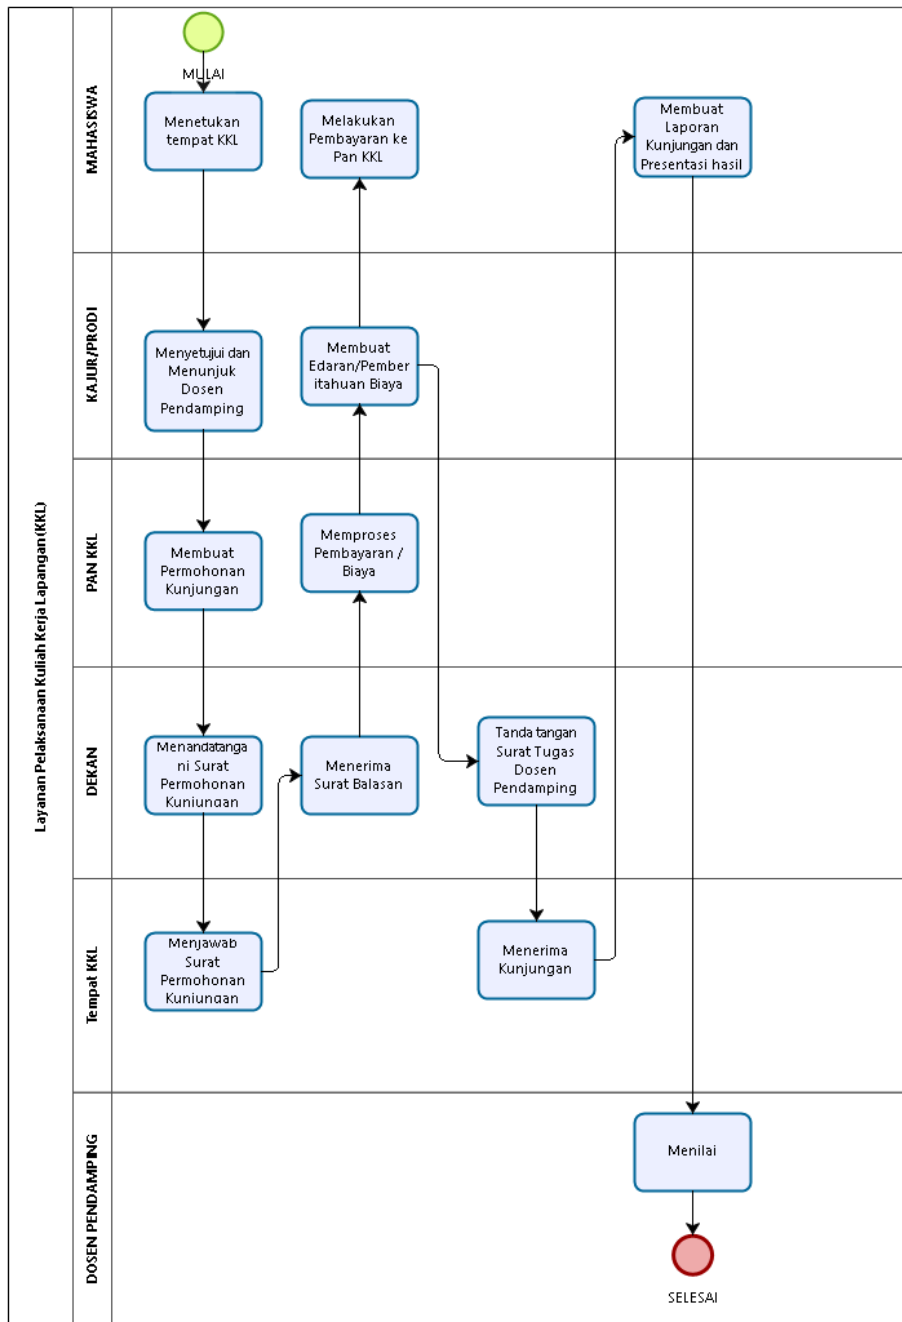 Layanan Pelaksanaan Kuliah Kerja Lapangan(KKL)
MAHASISWA
MULAI
Menetukan
tempat KKL
Melakukan
Pembayaran ke
Pan KKL
Membuat
Laporan
Kunjungan dan
Presentasi hasil
KAJUR/PRODI
Menyetujui dan
Menunjuk
Dosen
Pendamping
Membuat
Edaran/Pember
itahuan Biaya
PAN KKL
Membuat
Permohonan
Kunjungan
Memproses
Pembayaran /
Biaya
DEKAN
Menandatanga
ni Surat
Permohonan
Kunjungan
Menerima
Surat Balasan
Tanda tangan
Surat Tugas
Dosen
Pendamping
Tempat KKL
Menjawab
Surat
Permohonan
Kunjungan
Menerima
Kunjungan
DOSEN PENDAMPING
Menilai
SELESAI